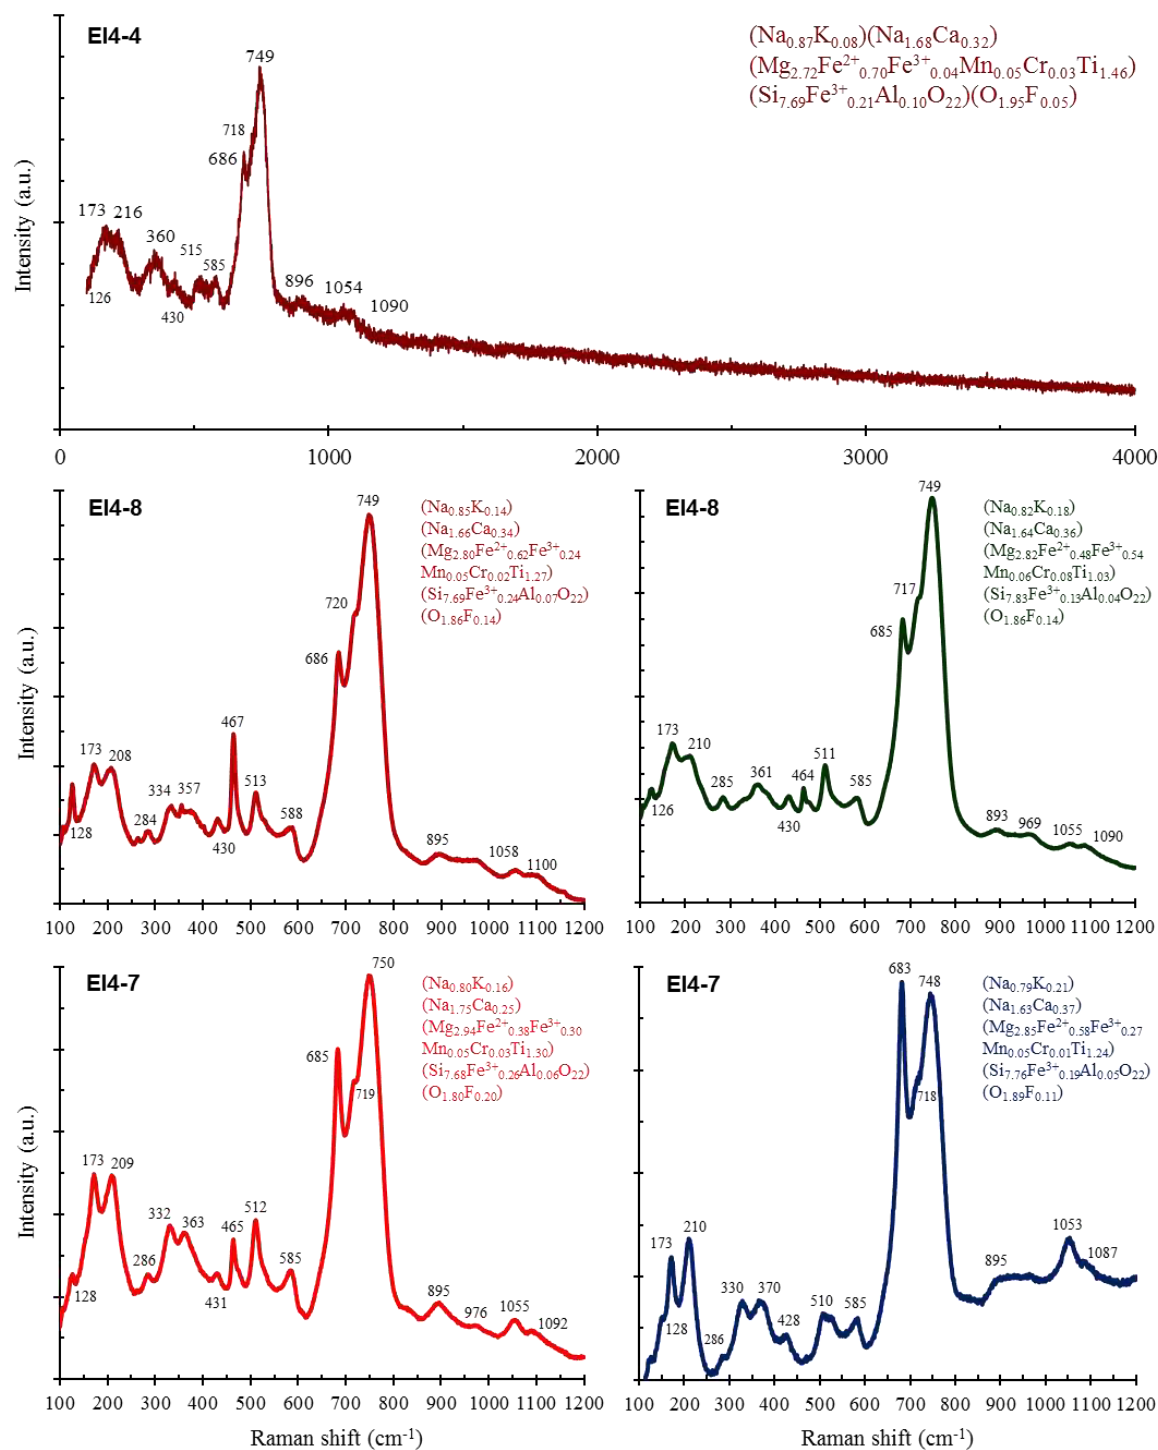 EI4-4
(Na0.87K0.08)(Na1.68Ca0.32)
(Mg2.72Fe2+0.70Fe3+0.04Mn0.05Cr0.03Ti1.46)
(Si7.69Fe3+0.21Al0.10O22)(O1.95F0.05)
749
718
686
173 216
360
515
585
896
1054
1090
126
430
Intensity (a.u.)
0 1000 2000 3000 4000
EI4-8
749
(Na0.85K0.14)
(Na1.66Ca0.34)
(Mg2.80Fe2+0.62Fe3+0.24
Mn0.05Cr0.02Ti1.27)
(Si7.69Fe3+0.24Al0.07O22)
(O1.86F0.14)
720
686
467
173
208
334 357
513
588
128
284
430
895
1058
1100
Intensity (a.u.)
100 200 300 400 500 600 700 800 900 1000 1100 1200
EI4-8
749
(Na0.82K0.18)
(Na1.64Ca0.36)
(Mg2.82Fe2+0.48Fe3+0.54
Mn0.06Cr0.08Ti1.03)
(Si7.83Fe3+0.13Al0.04O22)
(O1.86F0.14)
717
685
173
210
285
361
464
511
585
126
430
893
969
1055
1090
100 200 300 400 500 600 700 800 900 1000 1100 1200
EI4-7
750
(Na0.80K0.16)
(Na1.75Ca0.25)
(Mg2.94Fe2+0.38Fe3+0.30
Mn0.05Cr0.03Ti1.30)
(Si7.68Fe3+0.26Al0.06O22)
(O1.80F0.20)
685
719
173 209
332
363
465
512
286
585
128
431
895
976
1055
1092
Intensity (a.u.)
100 200 300 400 500 600 700 800 900 1000 1100 1200
Raman shift (cm-1)
EI4-7
683
748
(Na0.79K0.21)
(Na1.63Ca0.37)
(Mg2.85Fe2+0.58Fe3+0.27
Mn0.05Cr0.01Ti1.24)
(Si7.76Fe3+0.19Al0.05O22)
(O1.89F0.11)
718
173
210
330
370
128
286
428
510
585
895
1053
1087
100 200 300 400 500 600 700 800 900 1000 1100 1200
Raman shift (cm-1)